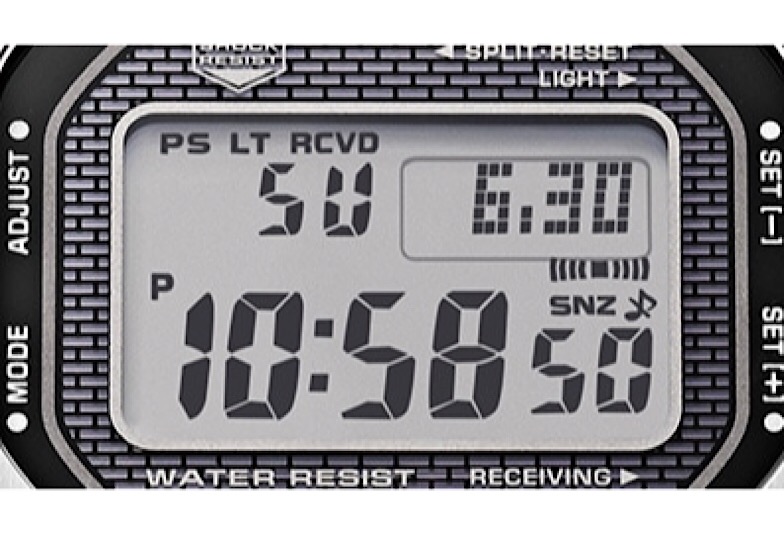 SHOCK
RESIST
◀ SPLIT·RESET
LIGHT ▶
ADJUST
MODE
SET [—]
SET [+]
PS LT RCVD
SU 6.30
SNZ
P 10:58 50
WATER RESIST
RECEIVING ▶